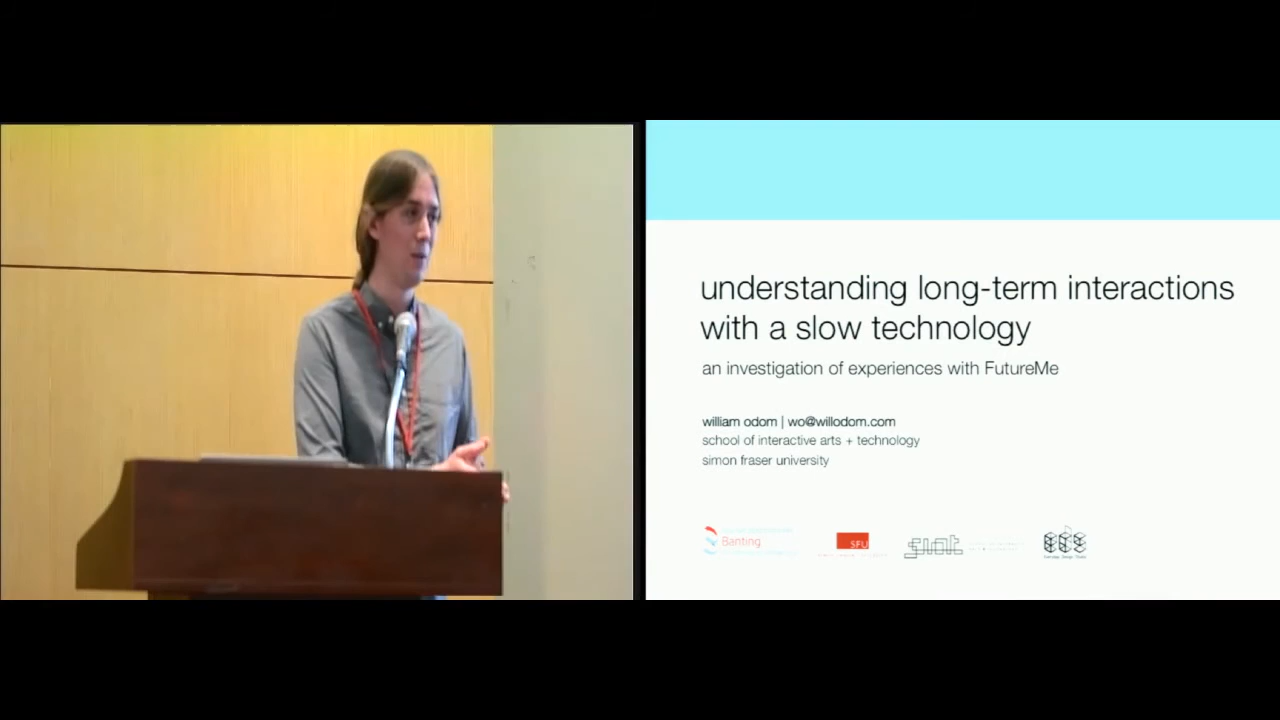 understanding long-term interactions
with a slow technology
an investigation of experiences with FutureMe
william odom | wo@willodom.com
school of interactive arts + technology
simon fraser university
Banting
SFU
siat